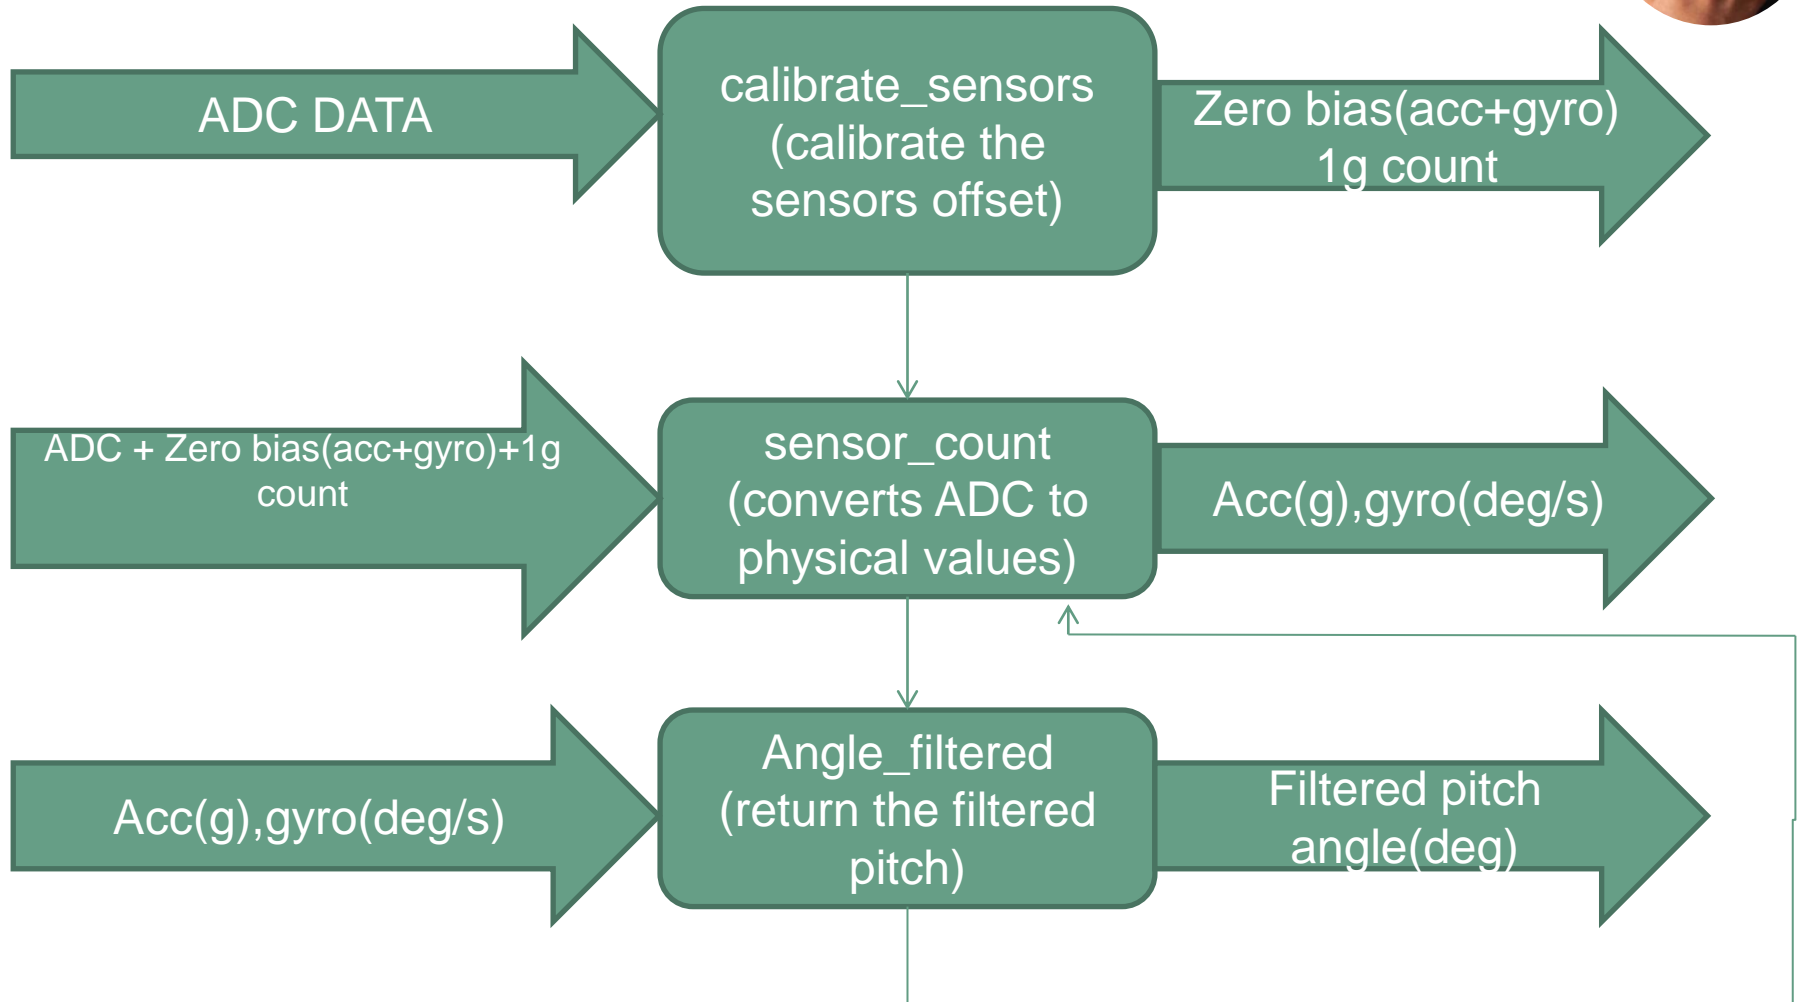 ADC DATA
calibrate_sensors
(calibrate the
sensors offset)
Zero bias(acc+gyro)
1g count
ADC + Zero bias(acc+gyro)+1g
count
sensor_count
(converts ADC to
physical values)
Acc(g),gyro(deg/s)
Acc(g),gyro(deg/s)
Angle_filtered
(return the filtered
pitch)
Filtered pitch
angle(deg)